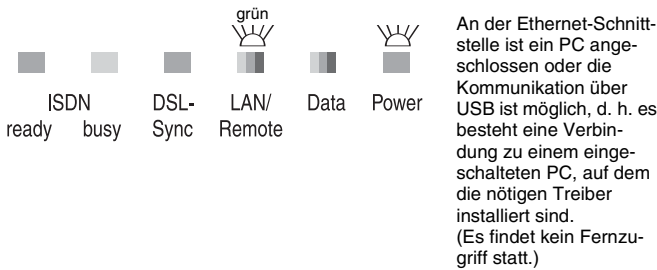 grün
ISDN
ready busy
DSL-
Sync
LAN/
Remote
Data
Power
An der Ethernet-Schnitt-
stelle ist ein PC ange-
schlossen oder die
Kommunikation über
USB ist möglich, d. h. es
besteht eine Verbin-
dung zu einem einge-
schalteten PC, auf dem
die nötigen Treiber
installiert sind.
(Es findet kein Fernzu-
griff statt.)